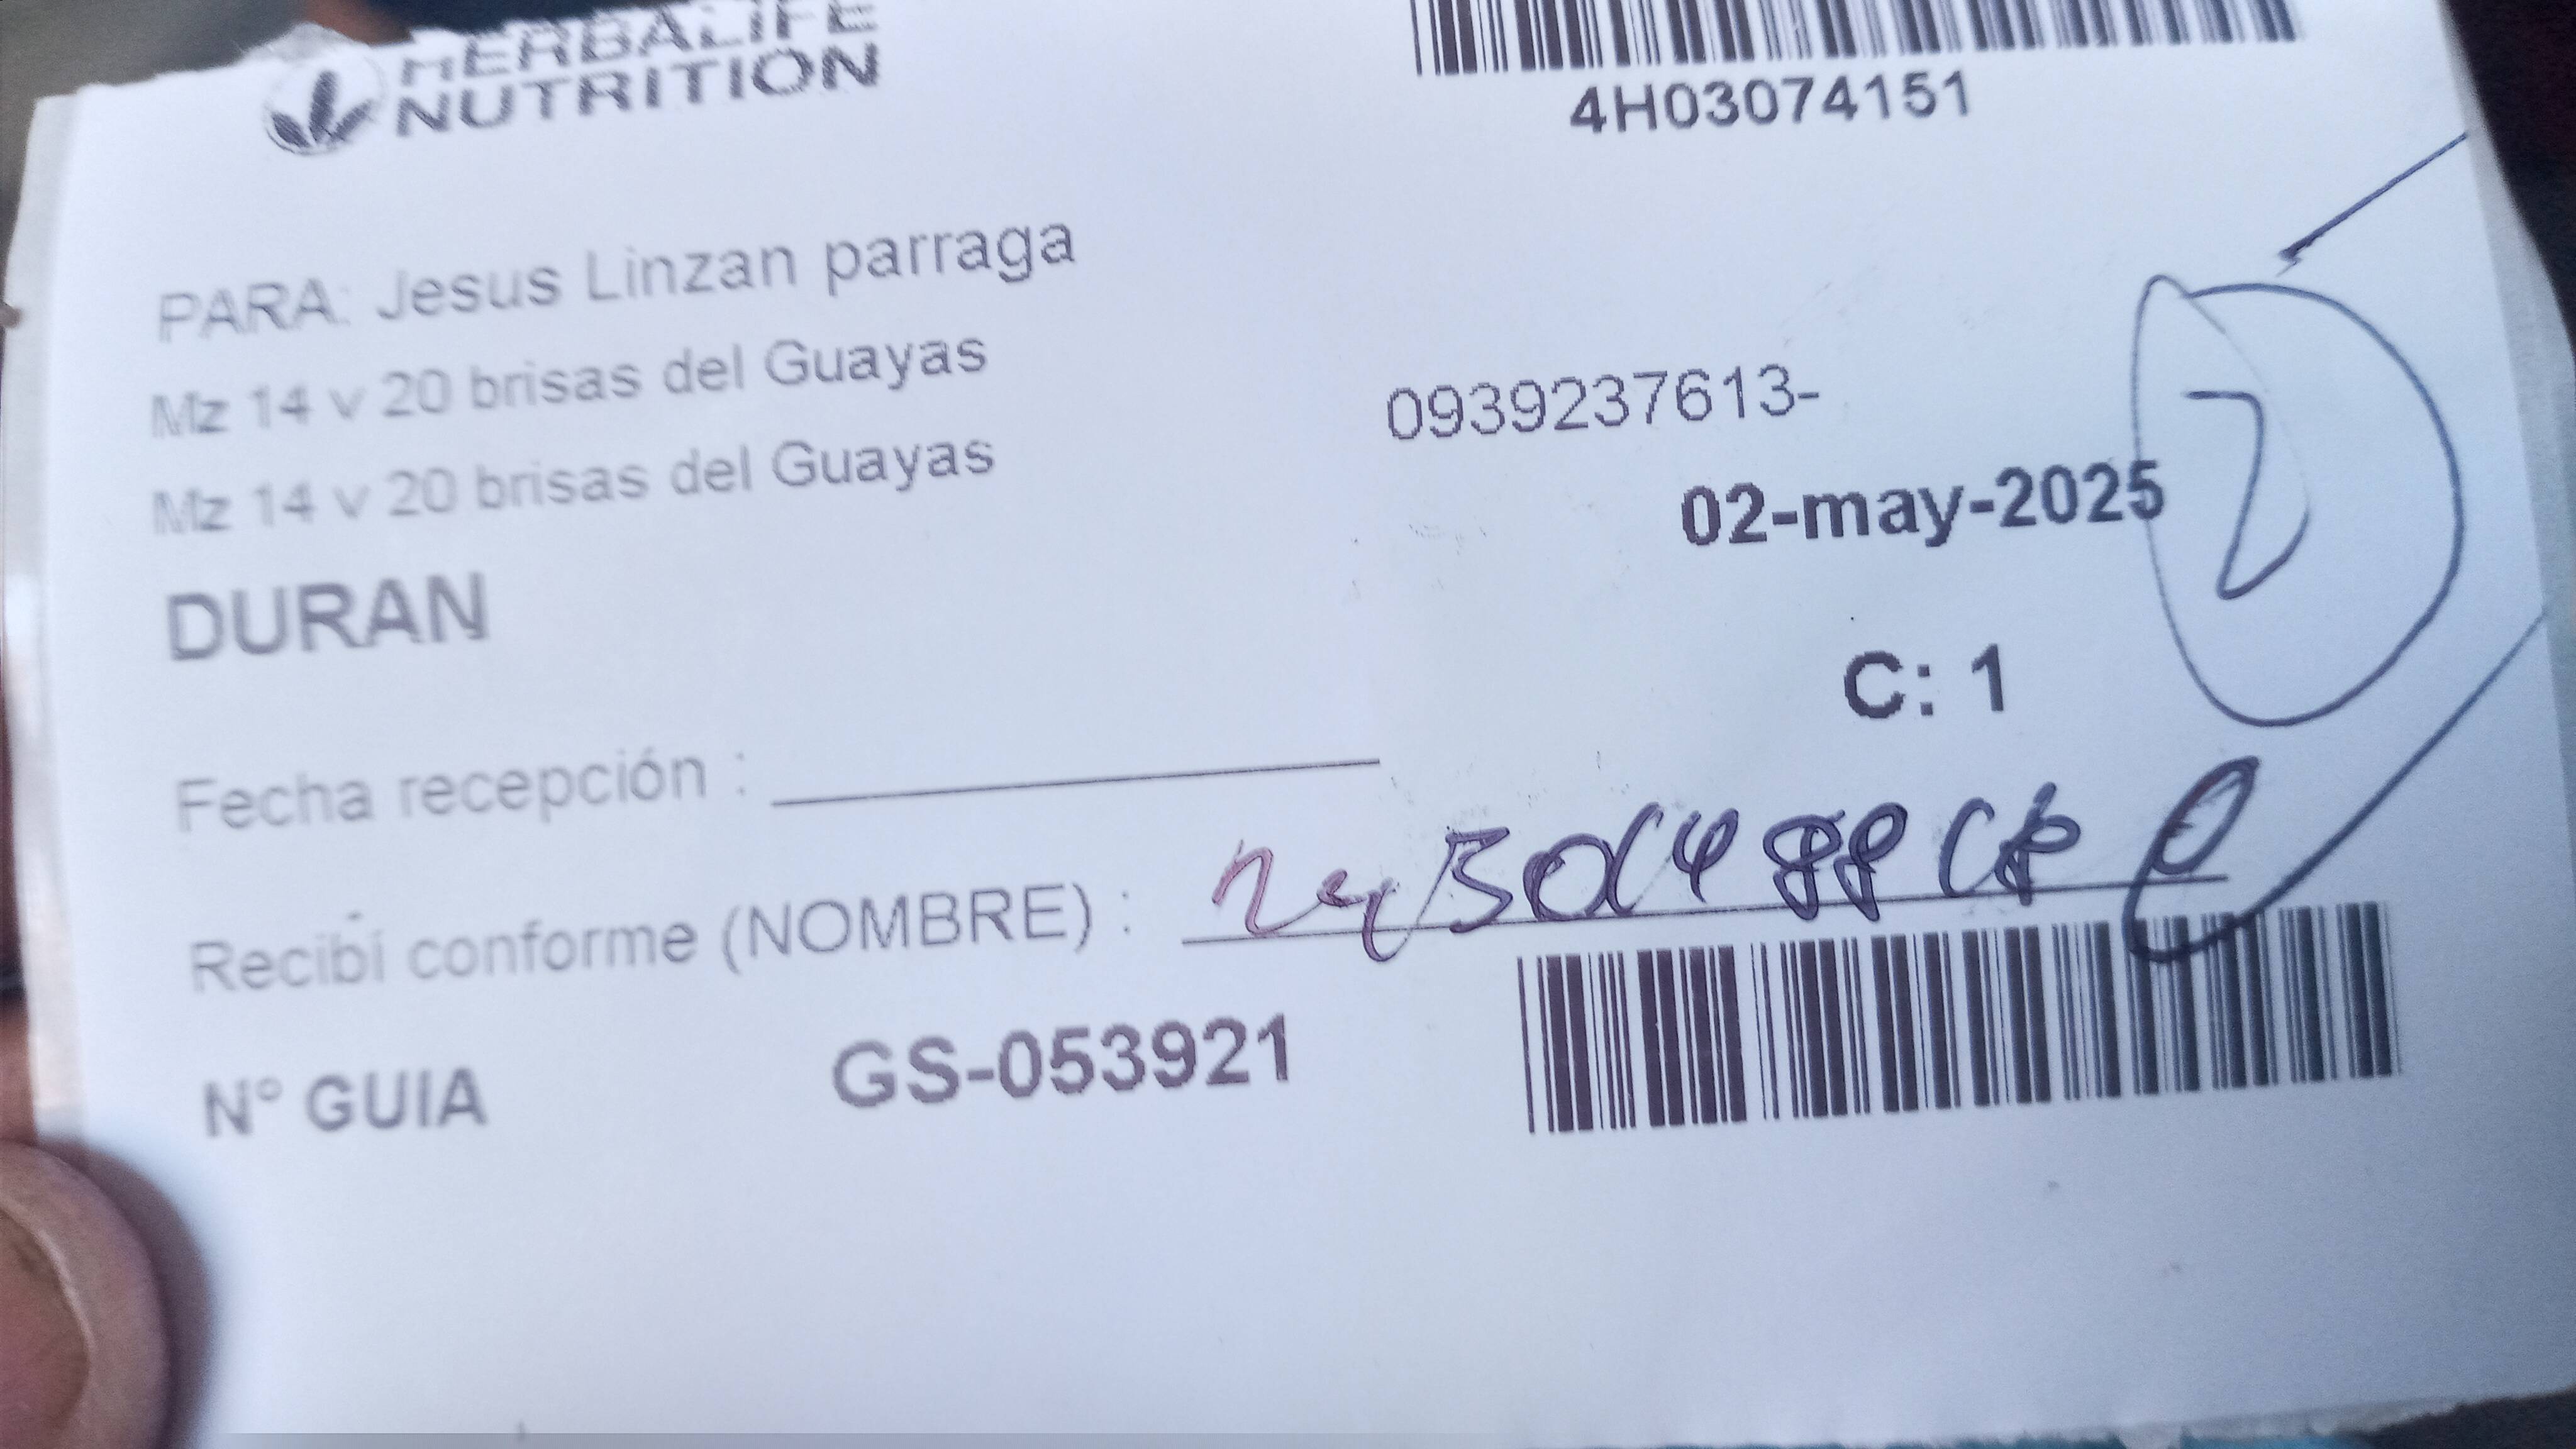 HERBALIFE
NUTRITION
4H03074151
PARA: Jesus Linzan parraga
Mz 14 v 20 brisas del Guayas
0939237613-
Mz 14 v 20 brisas del Guayas
02-may-2025
DURAN
C: 1
Fecha recepción :
Recibí conforme (NOMBRE) :
N° GUIA GS-053921